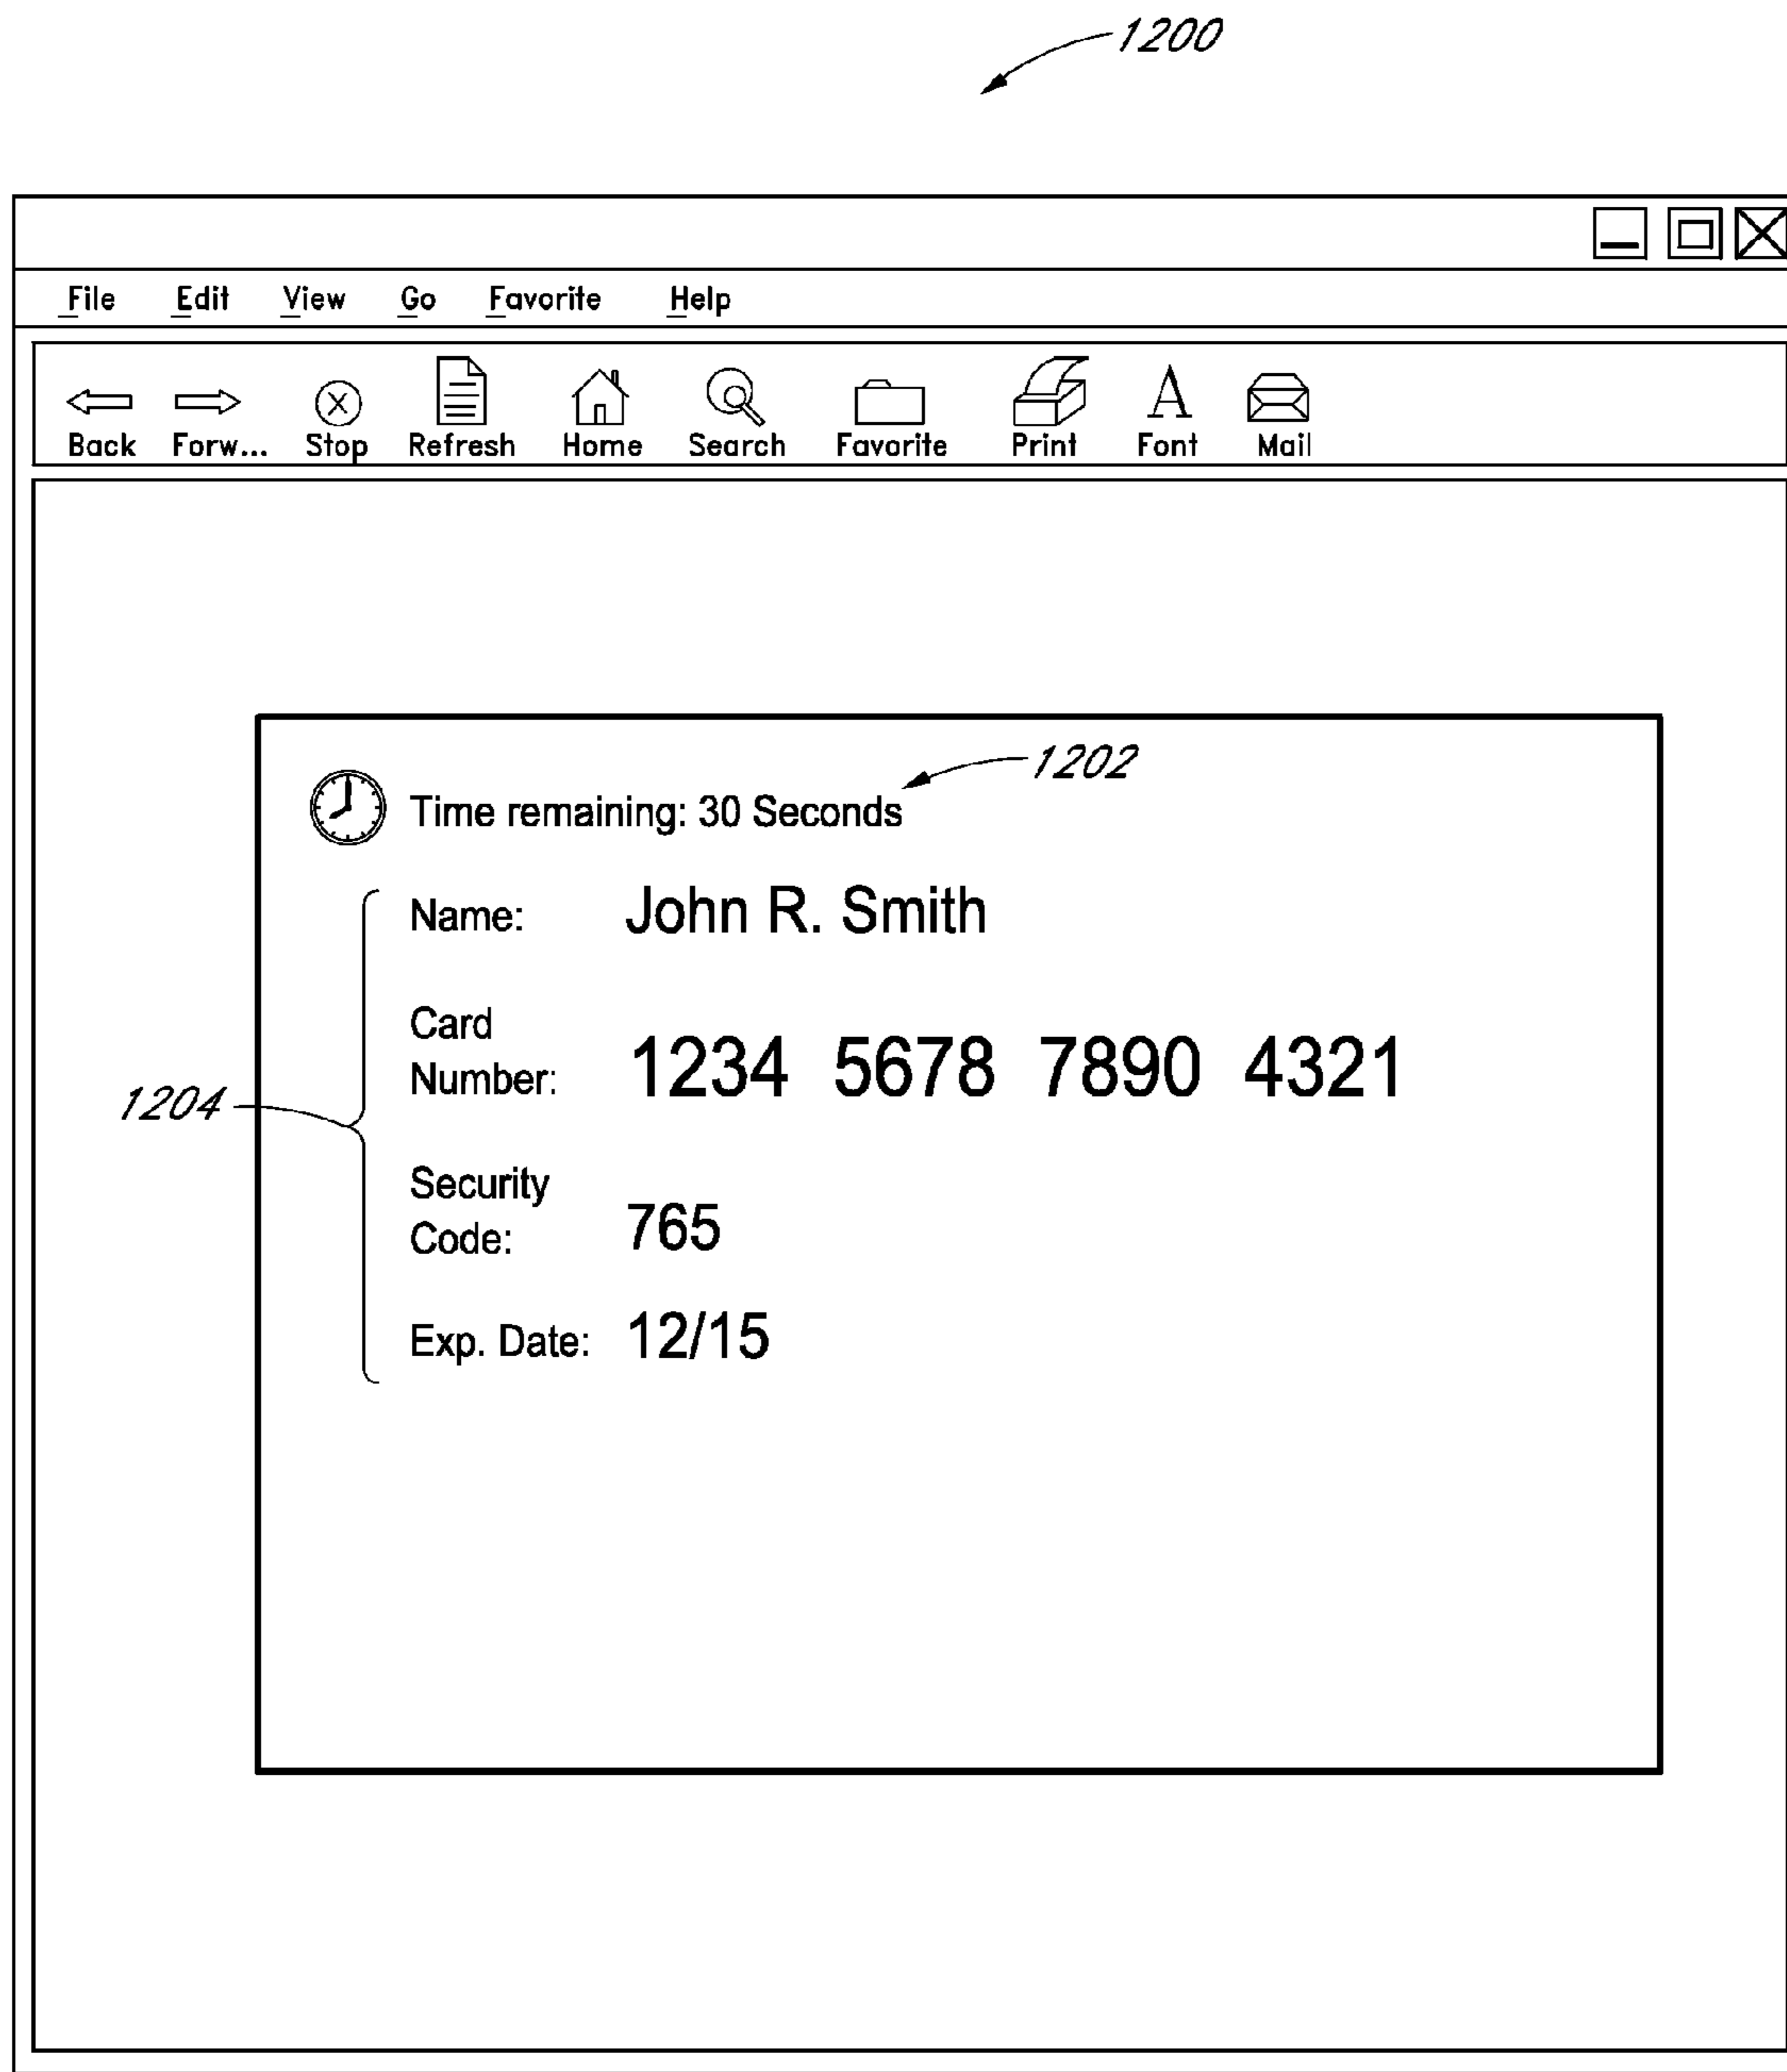 1200
File Edit View Go Favorite Help
Back Forw... Stop Refresh Home Search Favorite Print Font Mail
1202
Time remaining: 30 Seconds
Name: John R. Smith
Card
Number: 1234 5678 7890 4321
1204
Security
Code: 765
Exp. Date: 12/15